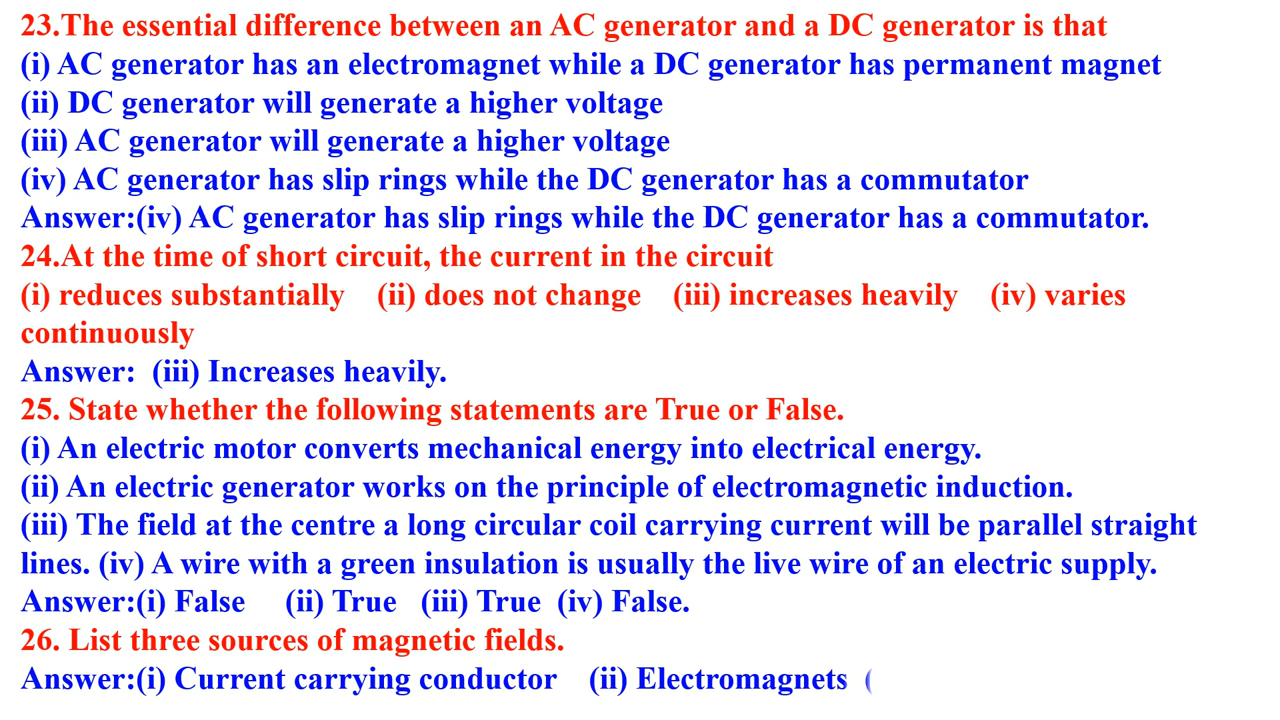 23.The essential difference between an AC generator and a DC generator is that
(i) AC generator has an electromagnet while a DC generator has permanent magnet
(ii) DC generator will generate a higher voltage
(iii) AC generator will generate a higher voltage
(iv) AC generator has slip rings while the DC generator has a commutator
Answer:(iv) AC generator has slip rings while the DC generator has a commutator.
24.At the time of short circuit, the current in the circuit
(i) reduces substantially (ii) does not change (iii) increases heavily (iv) varies
continuously
Answer: (iii) Increases heavily.
25. State whether the following statements are True or False.
(i) An electric motor converts mechanical energy into electrical energy.
(ii) An electric generator works on the principle of electromagnetic induction.
(iii) The field at the centre a long circular coil carrying current will be parallel straight
lines. (iv) A wire with a green insulation is usually the live wire of an electric supply.
Answer:(i) False (ii) True (iii) True (iv) False.
26. List three sources of magnetic fields.
Answer:(i) Current carrying conductor (ii) Electromagnets (